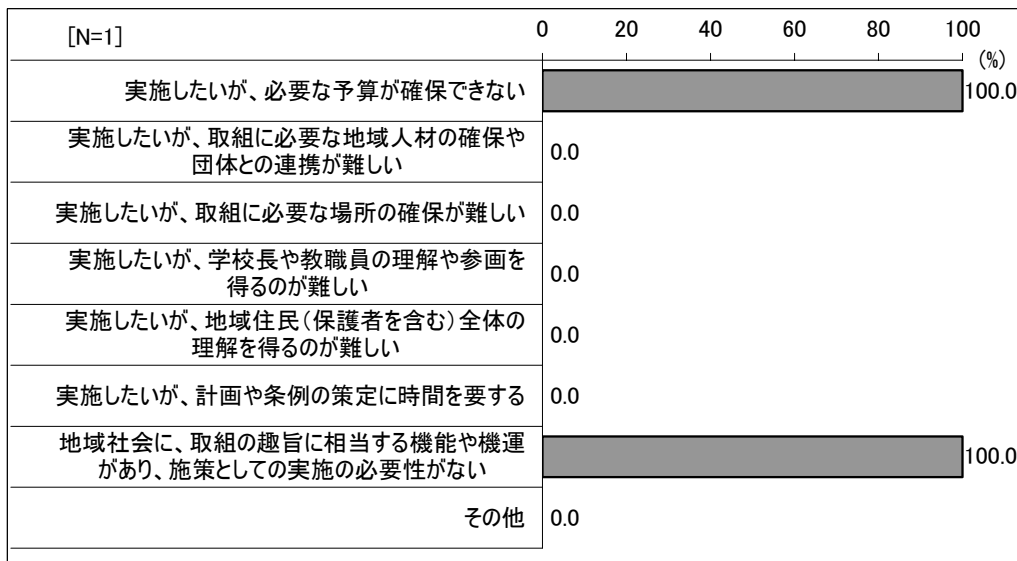 [N=1]
0 20 40 60 80 100
(%)
実施したいが、必要な予算が確保できない
100.0
実施したいが、取組に必要な地域人材の確保や
団体との連携が難しい
0.0
実施したいが、取組に必要な場所の確保が難しい
0.0
実施したいが、学校長や教職員の理解や参画を
得るのが難しい
0.0
実施したいが、地域住民(保護者を含む)全体の
理解を得るのが難しい
0.0
実施したいが、計画や条例の策定に時間を要する
0.0
地域社会に、取組の趣旨に相当する機能や機運
があり、施策としての実施の必要性がない
100.0
その他
0.0